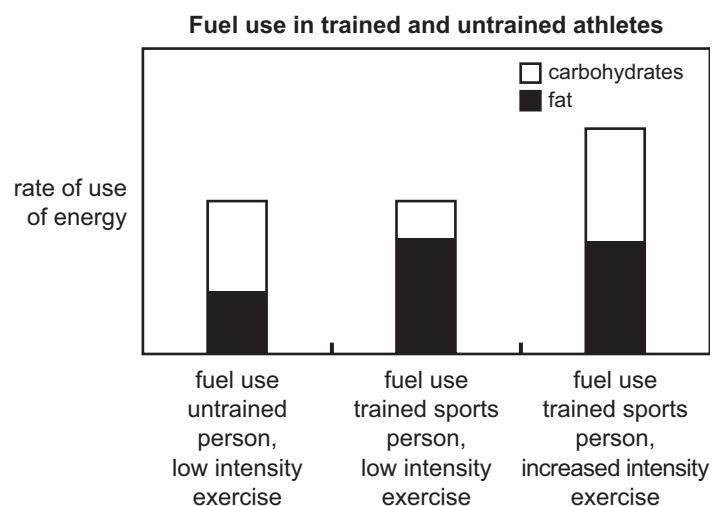 Fuel use in trained and untrained athletes
carbohydrates
fat
rate of use
of energy
fuel use
untrained
person,
low intensity
exercise
fuel use
trained sports
person,
low intensity
exercise
fuel use
trained sports
person,
increased intensity
exercise